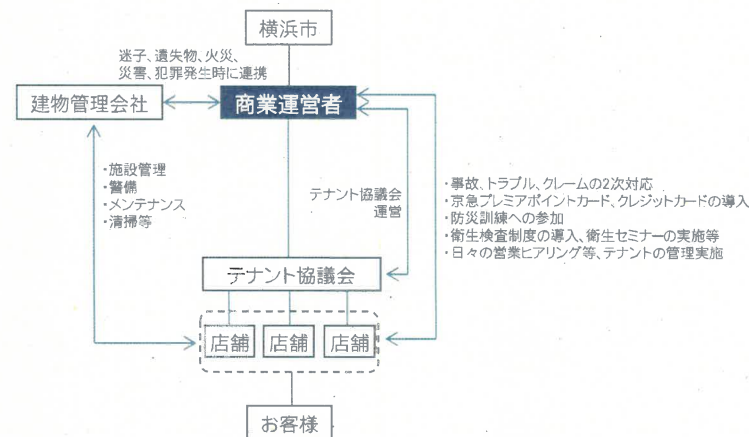 横浜市
迷子、遺失物、火災、
災害、犯罪発生時に連携
建物管理会社
商業運営者
・施設管理
・警備
・メンテナンス
・清掃等
テナント協議会
運営
・事故、トラブル、クレームの2次対応
・京急プレミアポイントカード、クレジットカードの導入
・防災訓練への参加
・衛生検査制度の導入、衛生セミナーの実施等
・日々の営業ヒアリング等、テナントの管理実施
テナント協議会
店舗 店舗 店舗
お客様